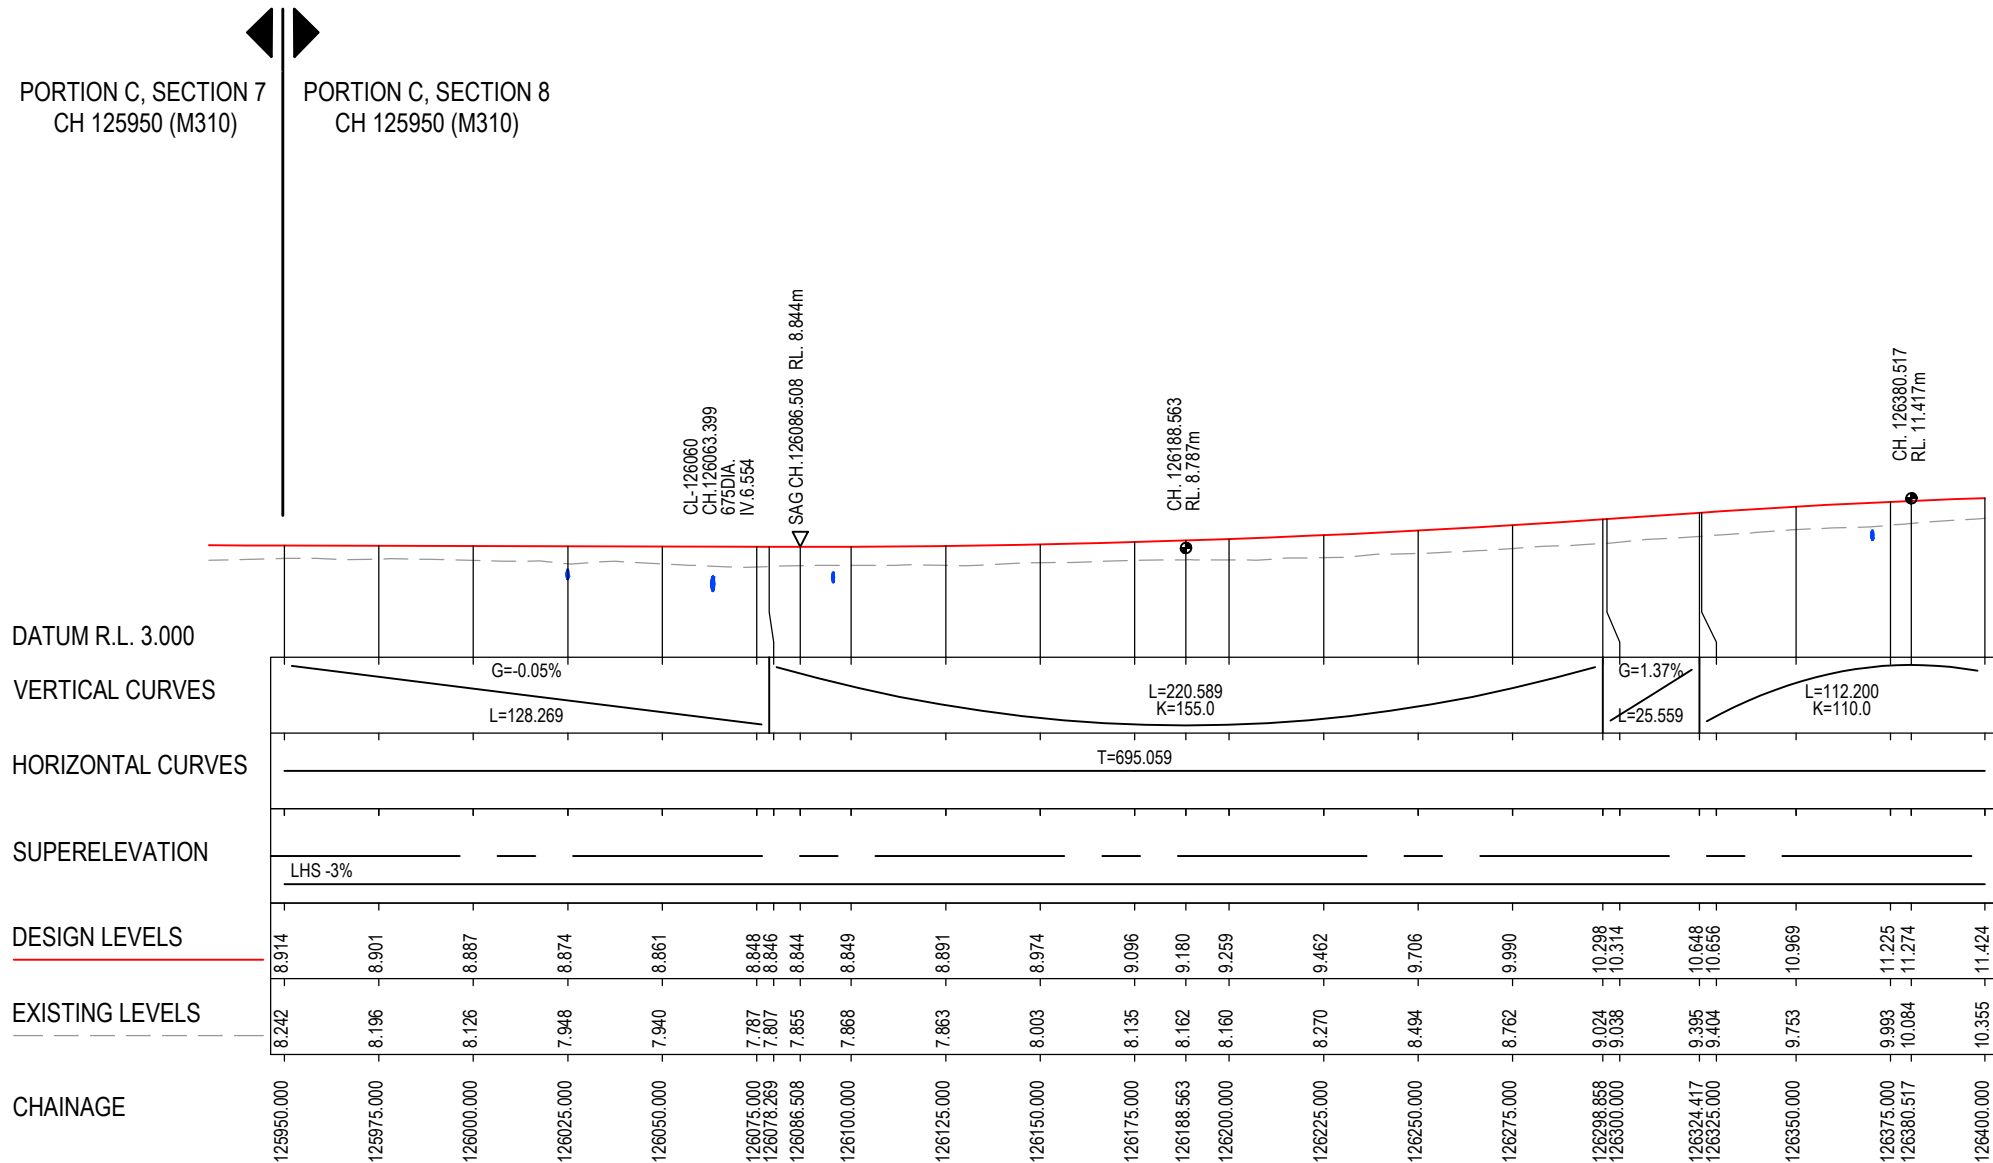 PORTION C, SECTION 7
CH 125950 (M310)
PORTION C, SECTION 8
CH 125950 (M310)
CL-126060
CH.126063.399
675DIA.
IV.6.554
SAG CH.126086.508 RL. 8.844m
CH. 126188.563
RL. 8.787m
CH. 126380.517
RL. 11.417m
DATUM R.L. 3.000
VERTICAL CURVES
G=-0.05%
L=128.269
L=220.589
K=155.0
G=1.37%
L=25.559
L=112.200
K=110.0
HORIZONTAL CURVES
T=695.059
SUPERELEVATION
LHS -3%
DESIGN LEVELS
8.914 8.901 8.887 8.874 8.861 8.848 8.846 8.844 8.849 8.891 8.974 9.096 9.180 9.259 9.462 9.706 9.990 10.298 10.314 10.648 10.656 10.969 11.225 11.274 11.424
EXISTING LEVELS
8.242 8.196 8.126 7.948 7.940 7.787 7.807 7.855 7.868 7.863 8.003 8.135 8.162 8.160 8.270 8.494 8.762 9.024 9.038 9.395 9.404 9.753 9.993 10.084 10.355
CHAINAGE
125950.000 125975.000 126000.000 126025.000 126050.000 126075.000 126078.269 126086.508 126100.000 126125.000 126150.000 126175.000 126188.563 126200.000 126225.000 126250.000 126275.000 126298.858 126300.000 126324.417 126325.000 126350.000 126375.000 126380.517 126400.000